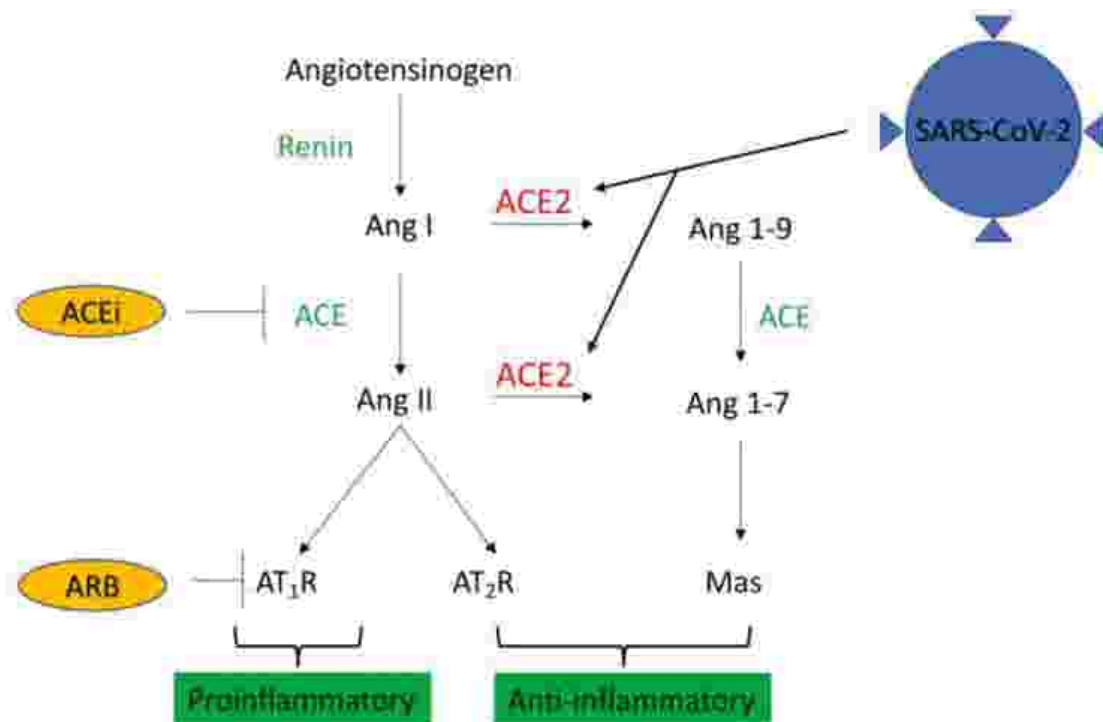 Angiotensinogen
SARS-CoV-2
Renin
ACE2
Ang I
Ang 1-9
ACEi
ACE
ACE
ACE2
Ang II
Ang 1-7
ARB
AT₁R
AT₂R
Mas
Proinflammatory
Anti-inflammatory